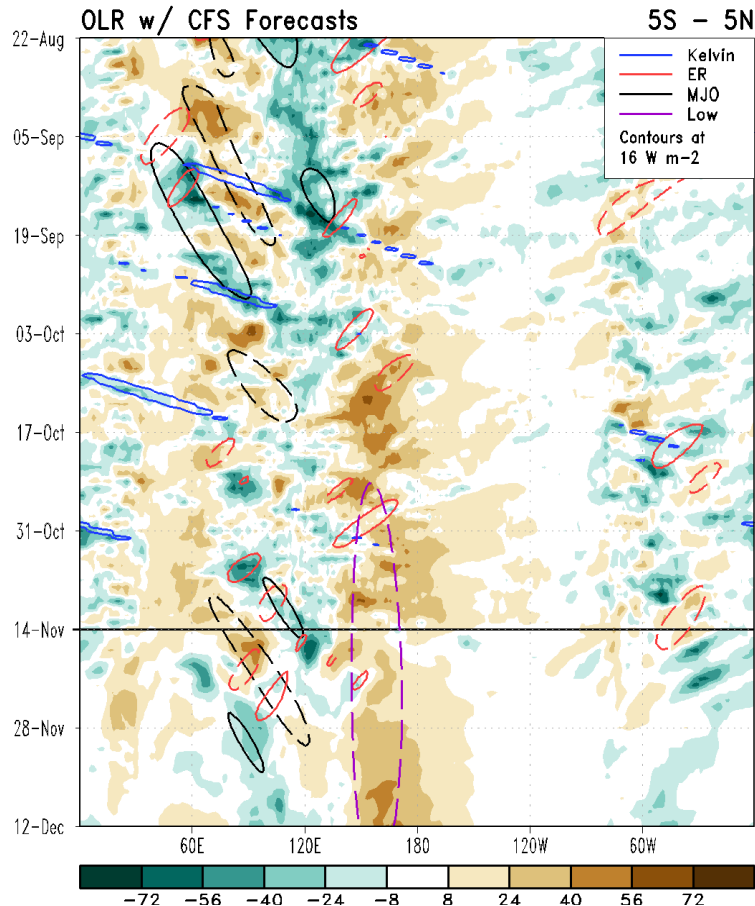 OLR w/ CFS Forecasts 5S - 5N
22-Aug
Kelvin
ER
MJO
Low
Contours at
16 W m-2
05-Sep
19-Sep
03-Oct
17-Oct
31-Oct
14-Nov
28-Nov
12-Dec
60E 120E 180 120W 60W
-72 -56 -40 -24 -8 8 24 40 56 72